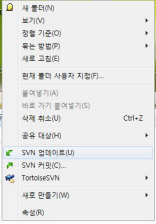 새 폴더(N)
보기(V)
정렬 기준(O)
묶는 방법(P)
새로 고침(E)
현재 폴더 사용자 지정(F)...
붙여넣기(A)
바로 가기 붙여넣기(S)
삭제 취소(U) Ctrl+Z
공유 대상(H)
SVN 업데이트(U)
SVN 커밋(C)...
TortoiseSVN
새로 만들기(W)
속성(R)